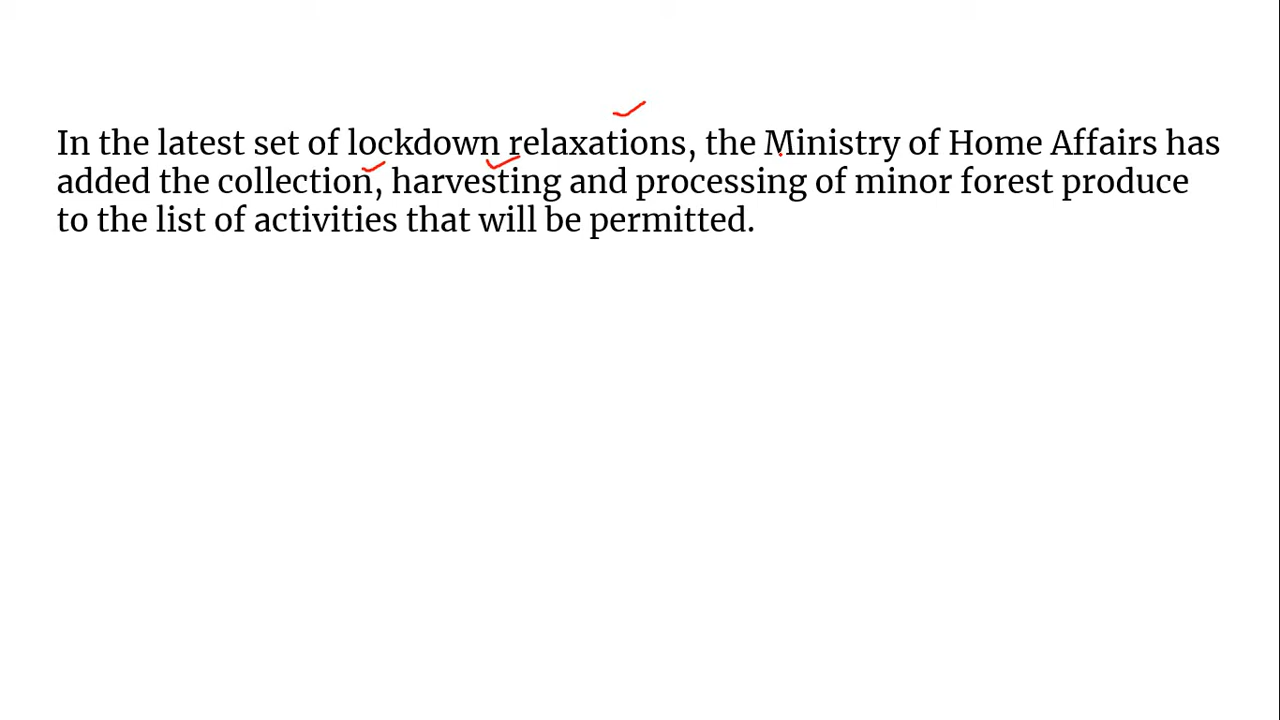 In the latest set of lockdown relaxations, the Ministry of Home Affairs has
added the collection, harvesting and processing of minor forest produce
to the list of activities that will be permitted.